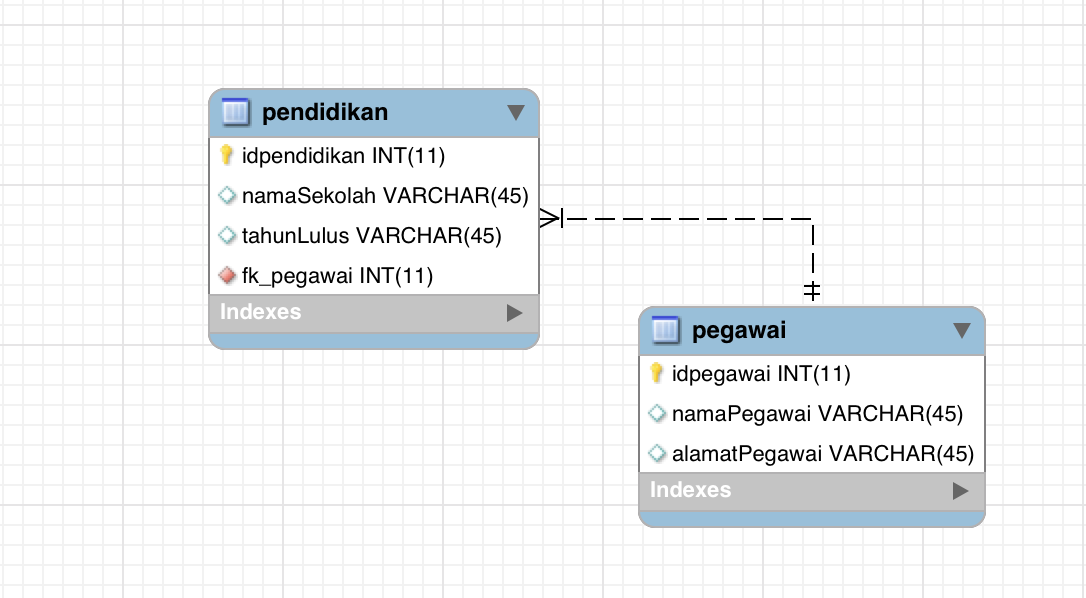 pendidikan
idpendidikan INT(11)
namaSekolah VARCHAR(45)
tahunLulus VARCHAR(45)
fk_pegawai INT(11)
Indexes
pegawai
idpegawai INT(11)
namaPegawai VARCHAR(45)
alamatPegawai VARCHAR(45)
Indexes